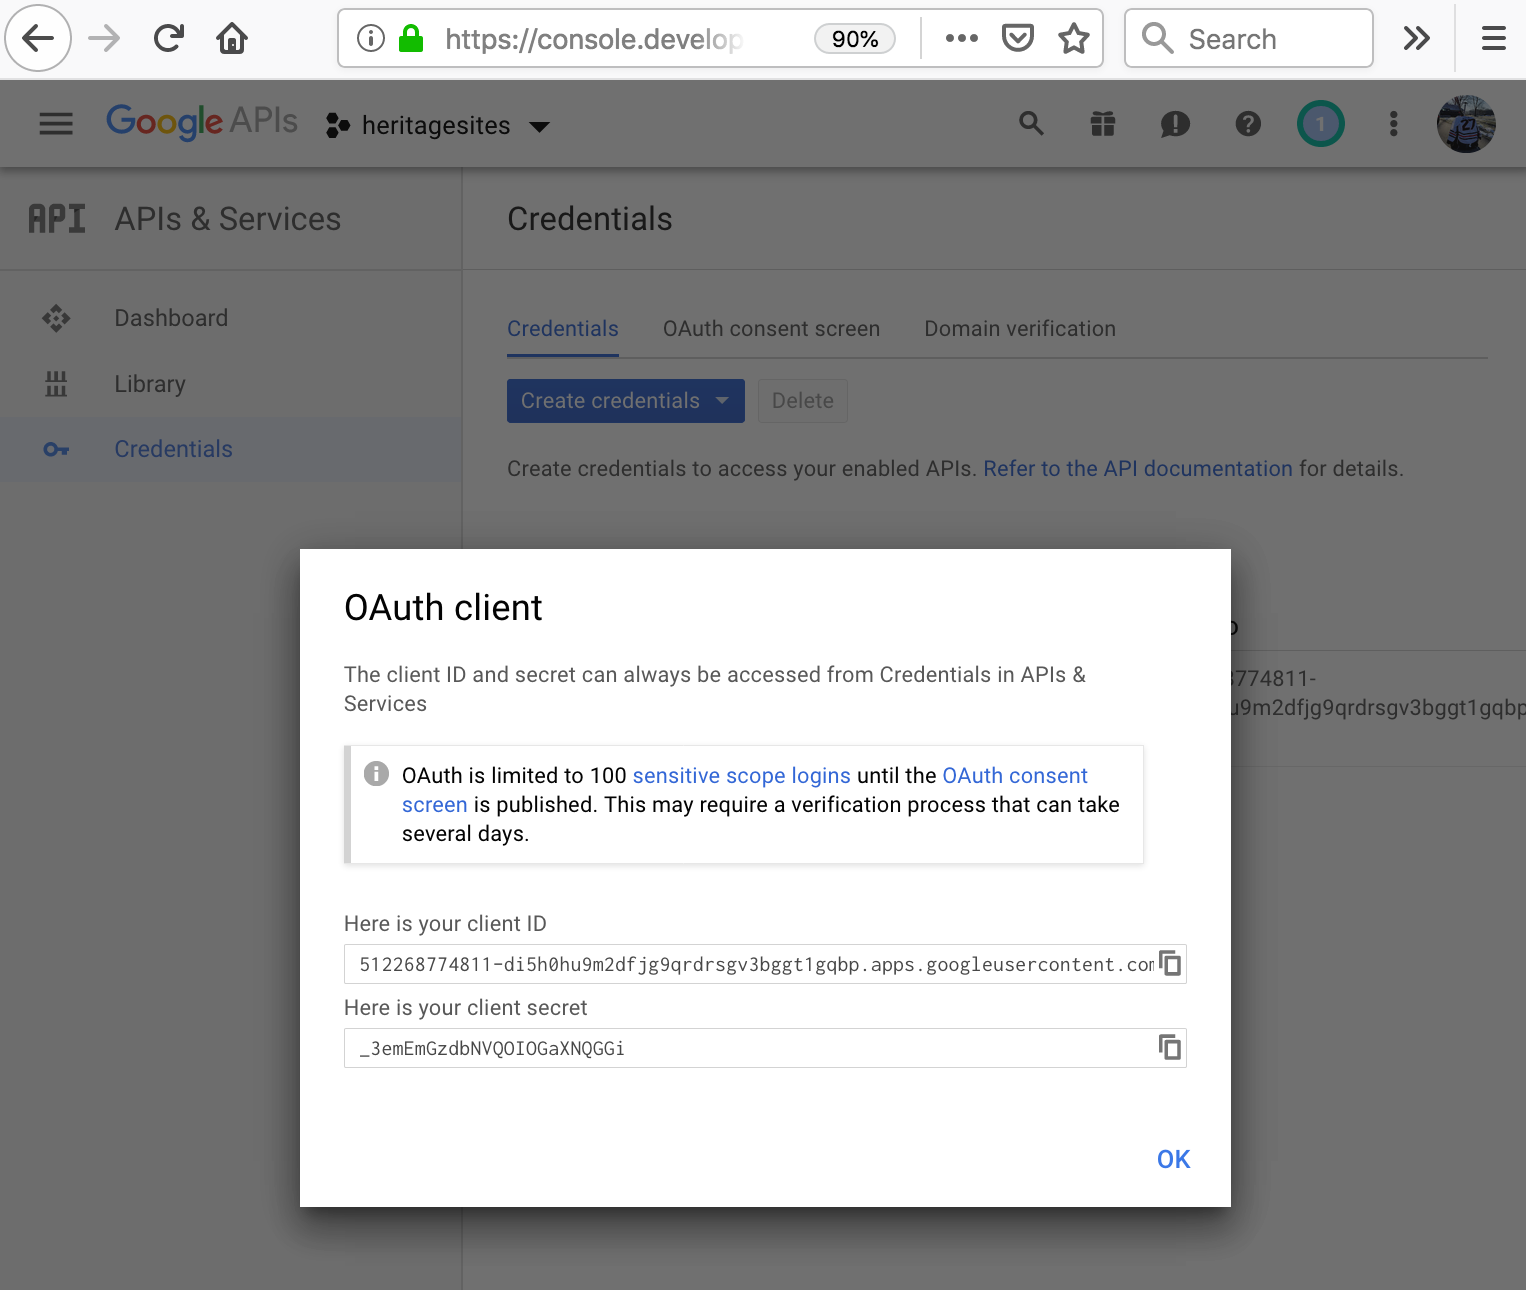 https://console.develop
90%
Search
Google APIs
heritagesites
1
API
APIs & Services
Credentials
Dashboard
Library
Credentials
Credentials
OAuth consent screen
Domain verification
Create credentials
Delete
Create credentials to access your enabled APIs. Refer to the API documentation for details.
OAuth client
The client ID and secret can always be accessed from Credentials in APIs &
Services
OAuth is limited to 100 sensitive scope logins until the OAuth consent
screen is published. This may require a verification process that can take
several days.
Here is your client ID
512268774811-di5h0hu9m2dfjg9qrdrsgv3bggt1gqbp.apps.googleusercontent.com
Here is your client secret
_3emEmGzdbNVQOIOGaXNQGGi
OK
8774811-
u9m2dfjg9qrdrsgv3bggt1gqbp